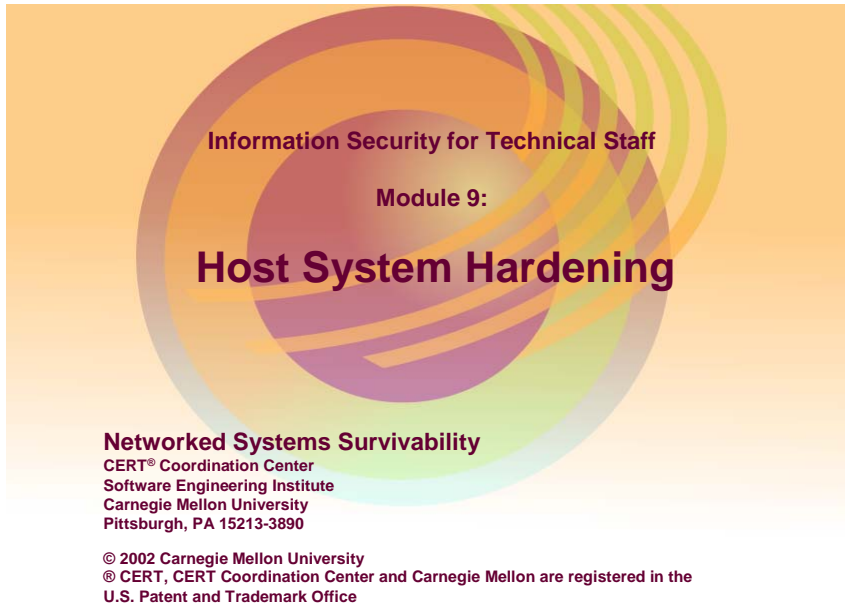 Information Security for Technical Staff
Module 9:
Host System Hardening
Networked Systems Survivability
CERT® Coordination Center
Software Engineering Institute
Carnegie Mellon University
Pittsburgh, PA 15213-3890
© 2002 Carnegie Mellon University
® CERT, CERT Coordination Center and Carnegie Mellon are registered in the
U.S. Patent and Trademark Office